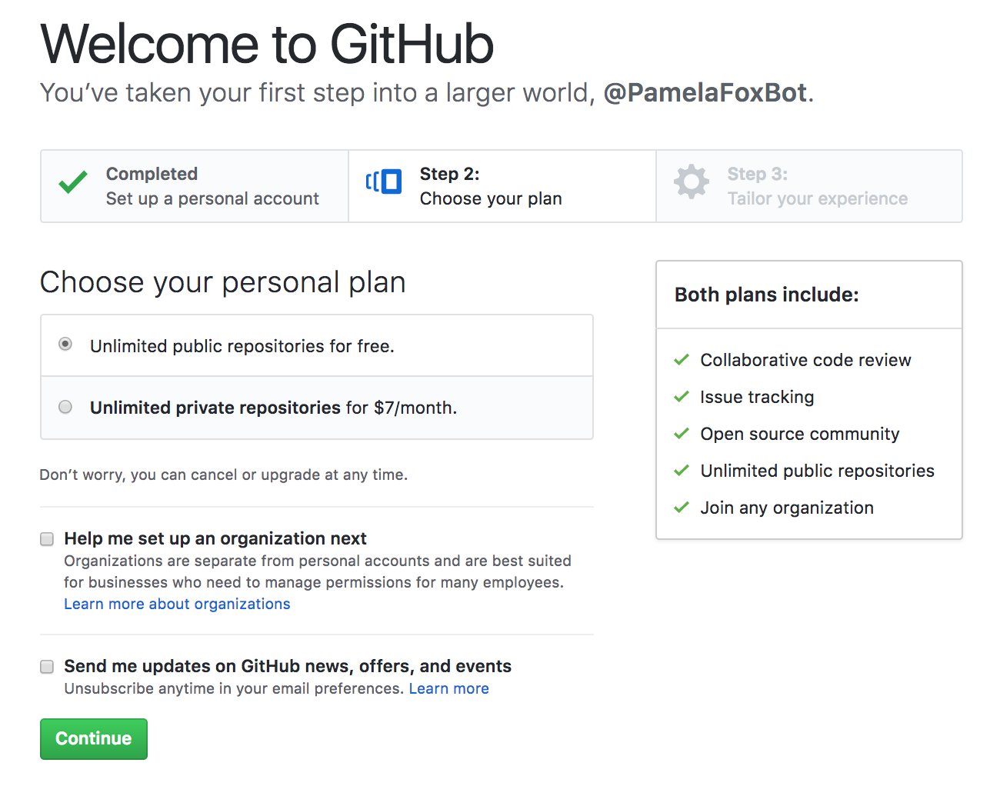 Welcome to GitHub
You’ve taken your first step into a larger world, @PamelaFoxBot.
Completed
Set up a personal account
Step 2:
Choose your plan
Step 3:
Tailor your experience
Choose your personal plan
Unlimited public repositories for free.
Unlimited private repositories for $7/month.
Don’t worry, you can cancel or upgrade at any time.
Help me set up an organization next
Organizations are separate from personal accounts and are best suited
for businesses who need to manage permissions for many employees.
Learn more about organizations
Send me updates on GitHub news, offers, and events
Unsubscribe anytime in your email preferences. Learn more
Continue
Both plans include:
Collaborative code review
Issue tracking
Open source community
Unlimited public repositories
Join any organization